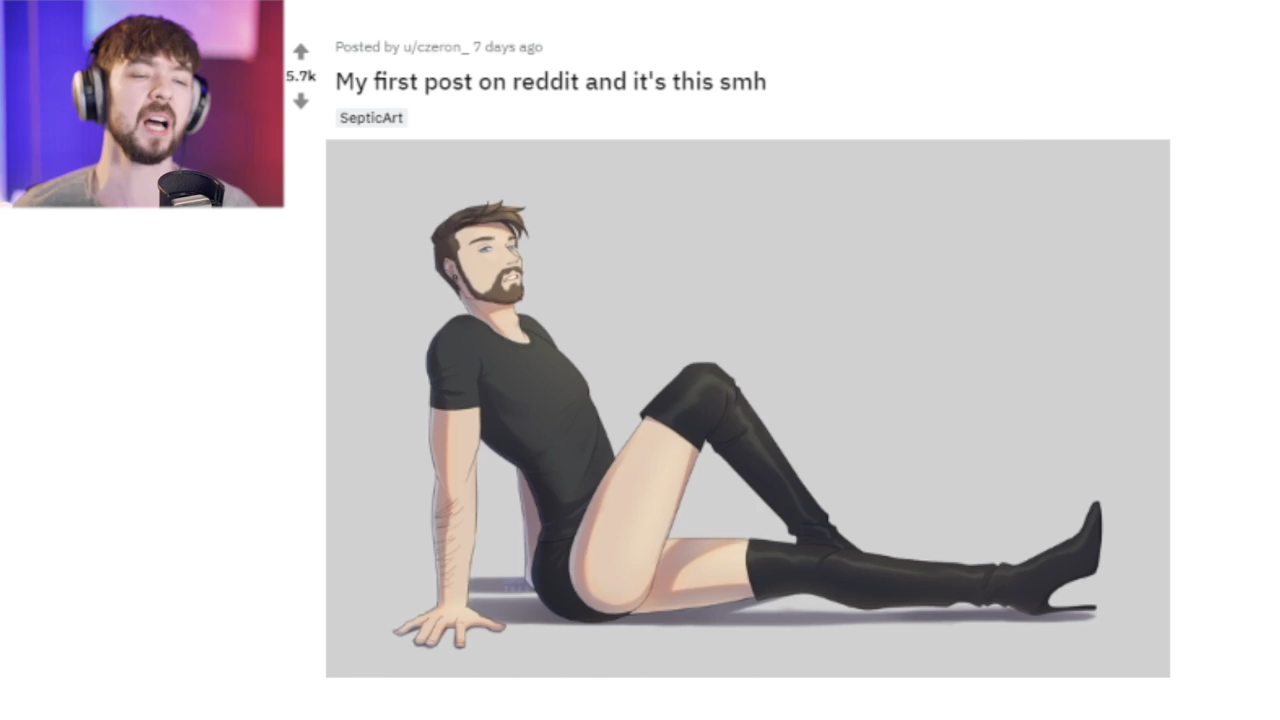 Posted by u/czeron_ 7 days ago
5.7k
My first post on reddit and it's this smh
SepticArt